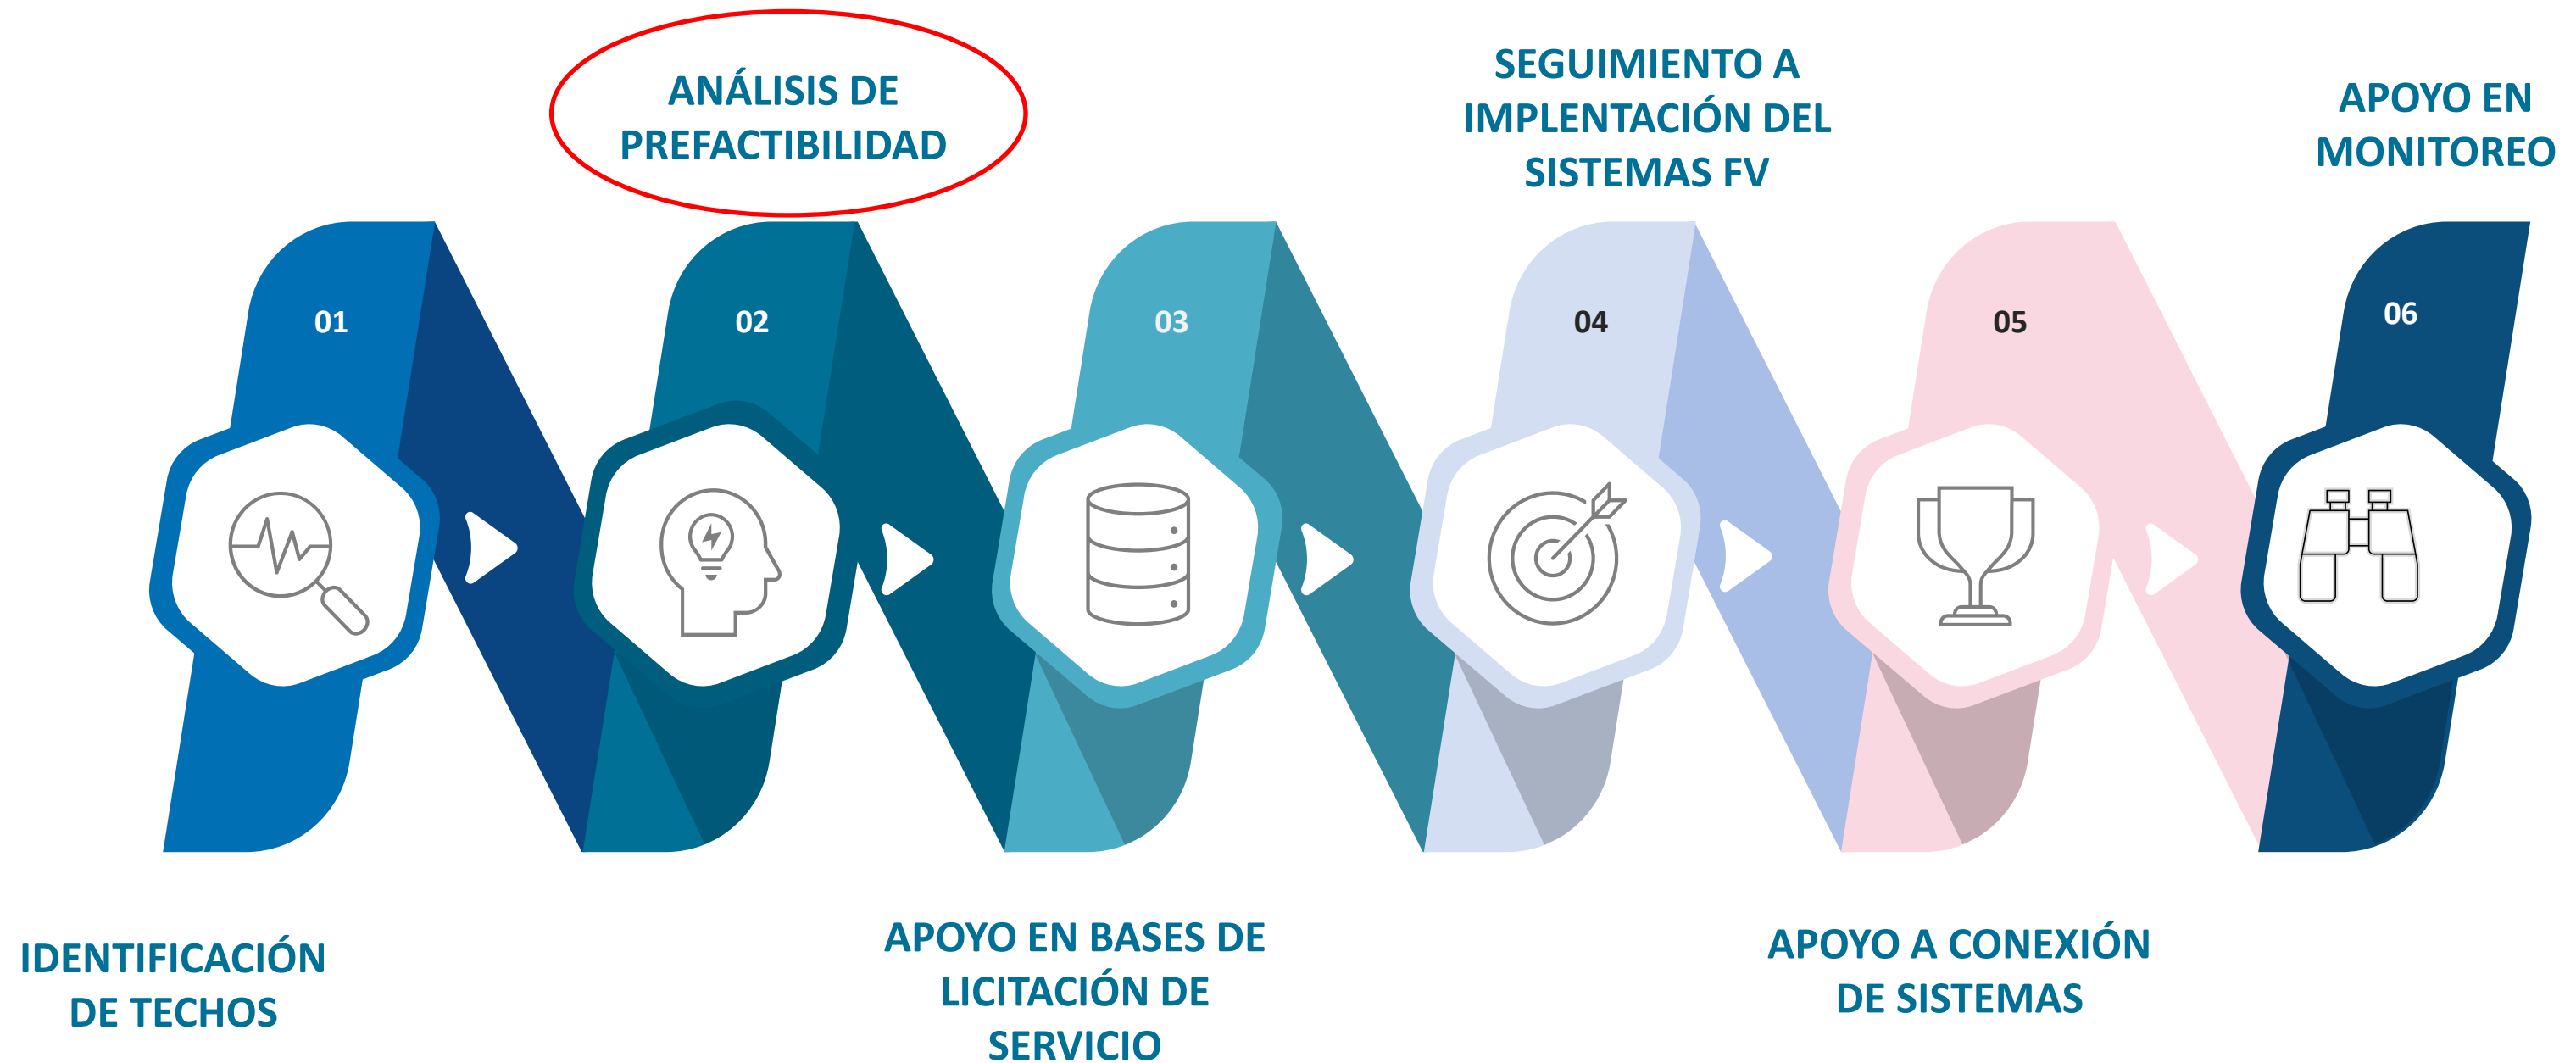 01
IDENTIFICACIÓN
DE TECHOS
ANÁLISIS DE
PREFACTIBILIDAD
02
03
APOYO EN BASES DE
LICITACIÓN DE
SERVICIO
SEGUIMIENTO A
IMPLENTACIÓN DEL
SISTEMAS FV
04
05
APOYO A CONEXIÓN
DE SISTEMAS
APOYO EN
MONITOREO
06